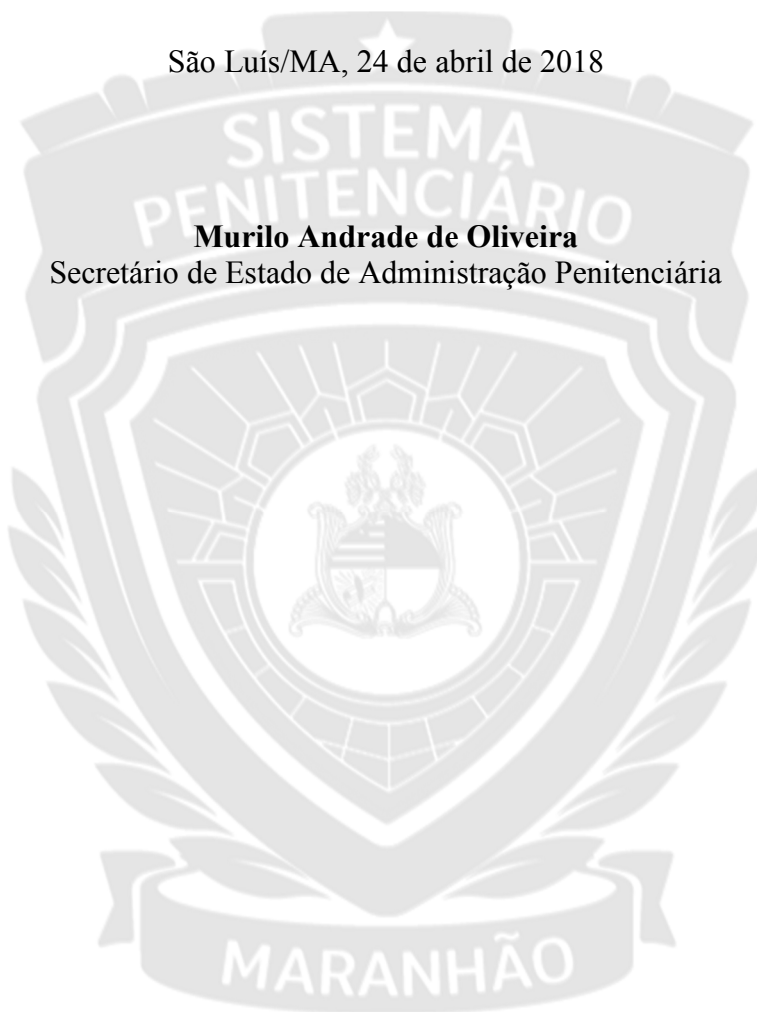 São Luís/MA, 24 de abril de 2018
SISTEMA
PENITENCIÁRIO
Murilo Andrade de Oliveira
Secretário de Estado de Administração Penitenciária
MARANHÃO